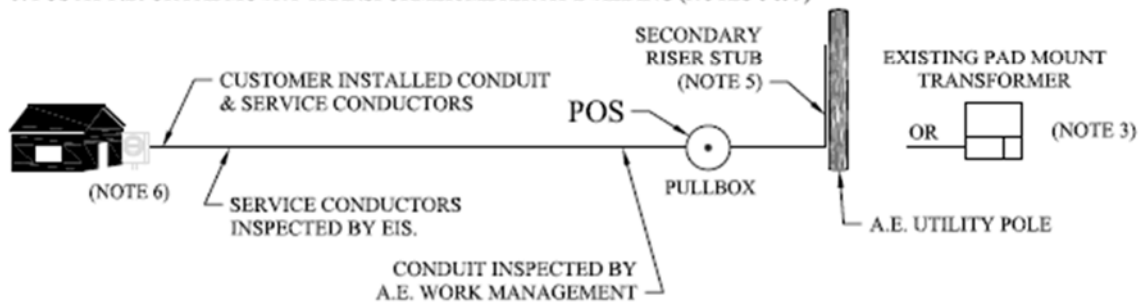 SECONDARY
RISER STUB
(NOTE 5)
EXISTING PAD MOUNT
TRANSFORMER
CUSTOMER INSTALLED CONDUIT
& SERVICE CONDUCTORS
POS
OR
(NOTE 3)
(NOTE 6)
PULLBOX
SERVICE CONDUCTORS
INSPECTED BY EIS.
A.E. UTILITY POLE
CONDUIT INSPECTED BY
A.E. WORK MANAGEMENT